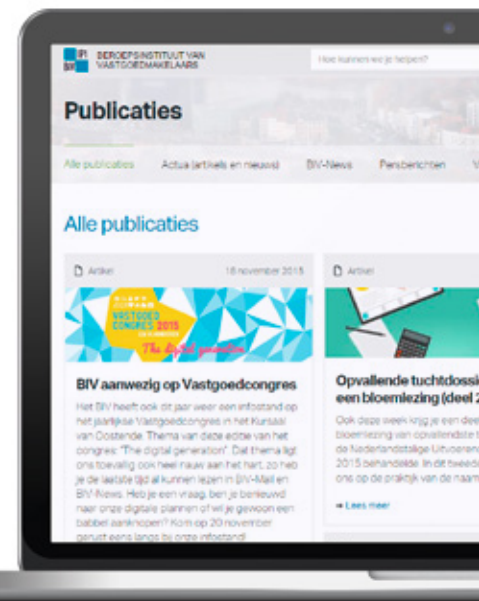 IPI
BIV
BEROEPSINSTITUUT VAN
VASTGOEDMAKELAARS
Hoe kunnen we je helpen?
Publicaties
Alle publicaties
Actua (artikels en nieuws)
BIV-News
Persberichten
V
Alle publicaties
Artikel
18 november 2015
VASTGOED
CONGRES 2015
The digital generation
BIV aanwezig op Vastgoedcongres
Het BIV heeft ook dit jaar weer een infostand op
het jaarlijkse Vastgoedcongres in het Kursaal
van Oostende. Thema van deze editie van het
congres: "The digital generation". Dat thema ligt
ons toevallig ook heel nauw aan het hart, zo heb
je de laatste tijd al kunnen lezen in BIV-Mail en
BIV-News. Heb je een vraag, ben je benieuwd
naar onze digitale plannen of wil je gewoon een
babbel aanknopen? Kom op 20 november
gerust eens langs bij onze infostand!
Artikel
Opvallende tuchtdossi
een bloemlezing (deel 2
Ook deze week krijg je een deel
bloemlezing van opvallendste t
de Nederlandstalige Uitvoerend
2015 behandelde. In dit tweede
ons op de praktijk van de naam
Lees meer